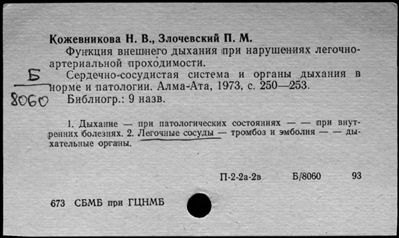 Кожевникова Н. В., Злочевский П. М.
Функция внешнего дыхания при нарушениях легочно-
артериальной проходимости.
Сердечно-сосудистая система и органы дыхания в
норме и патологии. Алма-Ата, 1973, с. 250—253.
Библиогр.: 9 назв.
Б
8060
1. Дыхание — при патологических состояниях — — при внут-
ренних болезнях. 2. Легочные сосуды — тромбоз и эмболия — — ды-
хательные органы.
П-2-2а-2в Б/8060 93
673 СБМБ при ГЦНМБ